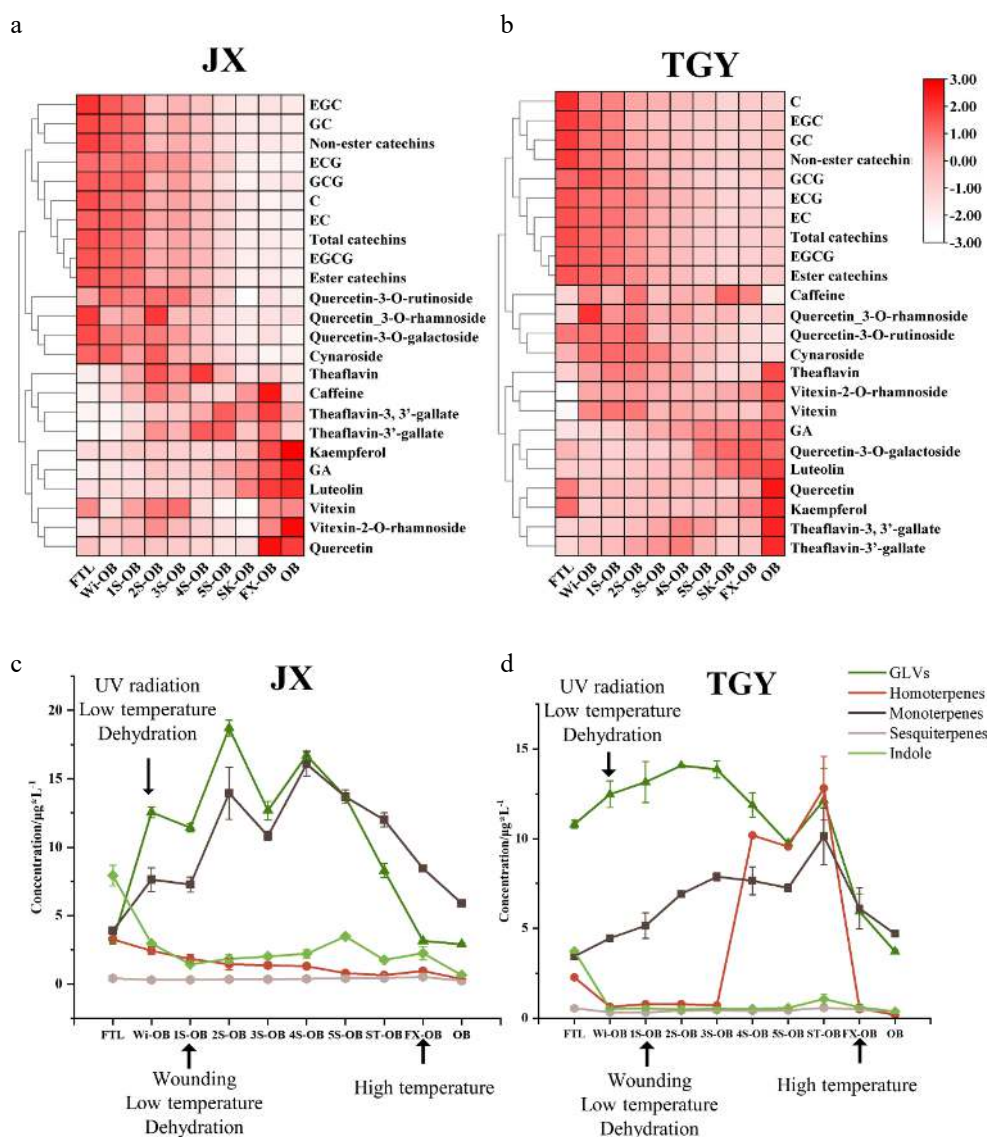 a
b
JX
TGY
EGC
GC
Non-ester catechins
ECG
GCG
C
EC
Total catechins
EGCG
Ester catechins
Quercetin-3-O-rutinoside
Quercetin_3-O-rhamnoside
Quercetin-3-O-galactoside
Cynaroside
Theaflavin
Caffeine
Theaflavin-3, 3'-gallate
Theaflavin-3'-gallate
Kaempferol
GA
Luteolin
Vitexin
Vitexin-2-O-rhamnoside
Quercetin
FTL
Wi-OB
1S-OB
2S-OB
3S-OB
4S-OB
5S-OB
SK-OB
FX-OB
OB
C
EGC
GC
Non-ester catechin
GCG
ECG
EC
Total catechins
EGCG
Ester catechins
Caffeine
Quercetin_3-O-rhamnoside
Quercetin-3-O-rutinoside
Cynaroside
Theaflavin
Vitexin-2-O-rhamnoside
Vitexin
GA
Quercetin-3-O-galactoside
Luteolin
Quercetin
Kaempferol
Theaflavin-3, 3'-gallate
Theaflavin-3'-gallate
FTL
Wi-OB
1S-OB
2S-OB
3S-OB
4S-OB
5S-OB
SK-OB
FX-OB
OB
3.00
2.00
1.00
0.00
-1.00
-2.00
-3.00
c
JX
UV radiation
Low temperature
Dehydration
Concentration/μg*L-1
20
15
10
5
0
FTL Wi-OB 1S-OB 2S-OB 3S-OB 4S-OB 5S-OB ST-OB FX-OB OB
Wounding
Low temperature
Dehydration
High temperature
d
TGY
UV radiation
Low temperature
Dehydration
GLVs
Homoterpenes
Monoterpenes
Sesquiterpenes
Indole
Concentration/μg*L-1
15
10
5
0
FTL Wi-OB 1S-OB 2S-OB 3S-OB 4S-OB 5S-OB ST-OB FX-OB OB
Wounding
Low temperature
Dehydration
High temperature